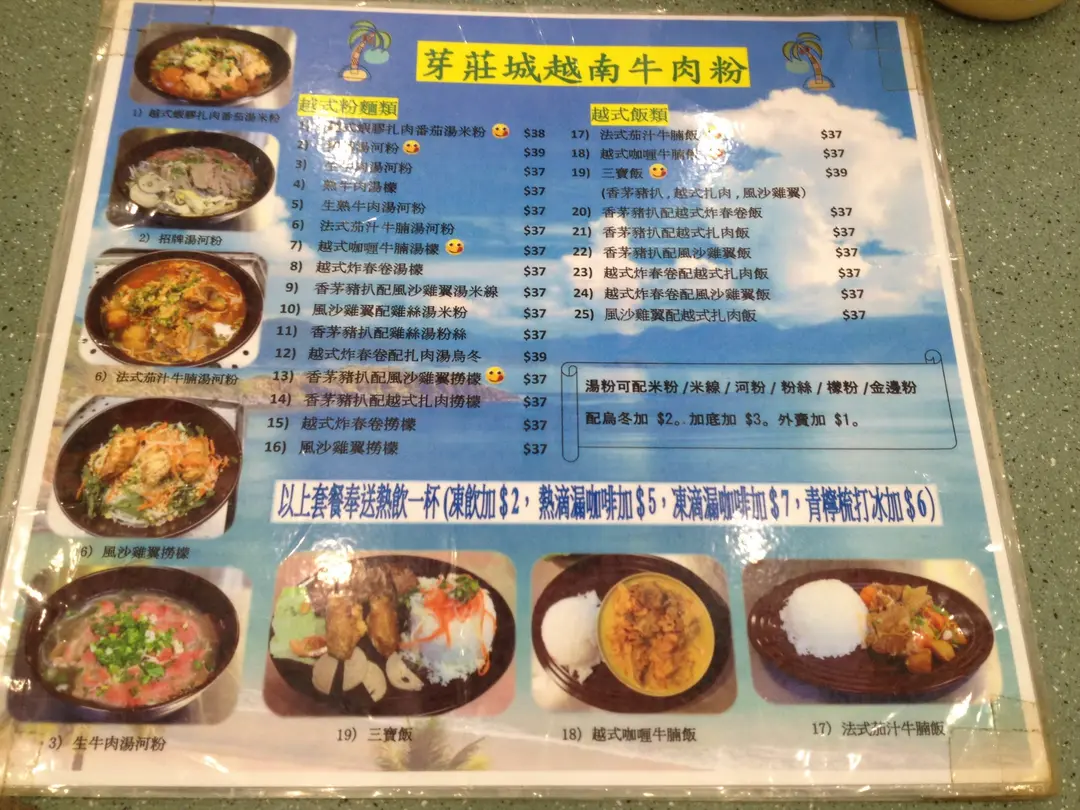 芽莊城越南牛肉粉
越式粉麵類
式蝦膠扎肉番茄湯米粉 $38
2) 湯河粉 $39
3) 生牛肉湯河粉 $37
4) 熟牛肉湯檬 $37
5) 生熟牛肉湯河粉 $37
6) 法式茄汁牛腩湯河粉 $37
7) 越式咖喱牛腩湯檬 $37
8) 越式炸春卷湯檬 $37
9) 香茅豬扒配風沙雞翼湯米線 $37
10) 風沙雞翼配雞絲湯米粉 $37
11) 香茅豬扒配雞絲湯粉絲 $37
12) 越式炸春卷配扎肉湯烏冬 $39
13) 香茅豬扒配風沙雞翼撈檬 $37
14) 香茅豬扒配越式扎肉撈檬 $37
15) 越式炸春卷撈檬 $37
16) 風沙雞翼撈檬 $37
越式飯類
17) 法式茄汁牛腩飯 $37
18) 越式咖喱牛腩飯 $37
19) 三寶飯 $39
(香茅豬扒,越式扎肉,風沙雞翼)
20) 香茅豬扒配越式炸春卷飯 $37
21) 香茅豬扒配越式扎肉飯 $37
22) 香茅豬扒配風沙雞翼飯 $37
23) 越式炸春卷配越式扎肉飯 $37
24) 越式炸春卷配風沙雞翼飯 $37
25) 風沙雞翼配越式扎肉飯 $37
湯粉可配米粉/米線/河粉/粉絲/檬粉/金邊粉
配烏冬加 $2。加底加 $3。外賣加 $1。
以上套餐奉送熱飲一杯(凍飲加$2,熱滴漏咖啡加$5,凍滴漏咖啡加$7,青檸梳打冰加$6)
1) 越式蝦膠扎肉番茄湯米粉
2) 招牌湯河粉
6) 法式茄汁牛腩湯河粉
6) 風沙雞翼撈檬
3) 生牛肉湯河粉
19) 三寶飯
18) 越式咖喱牛腩飯
17) 法式茄汁牛腩飯